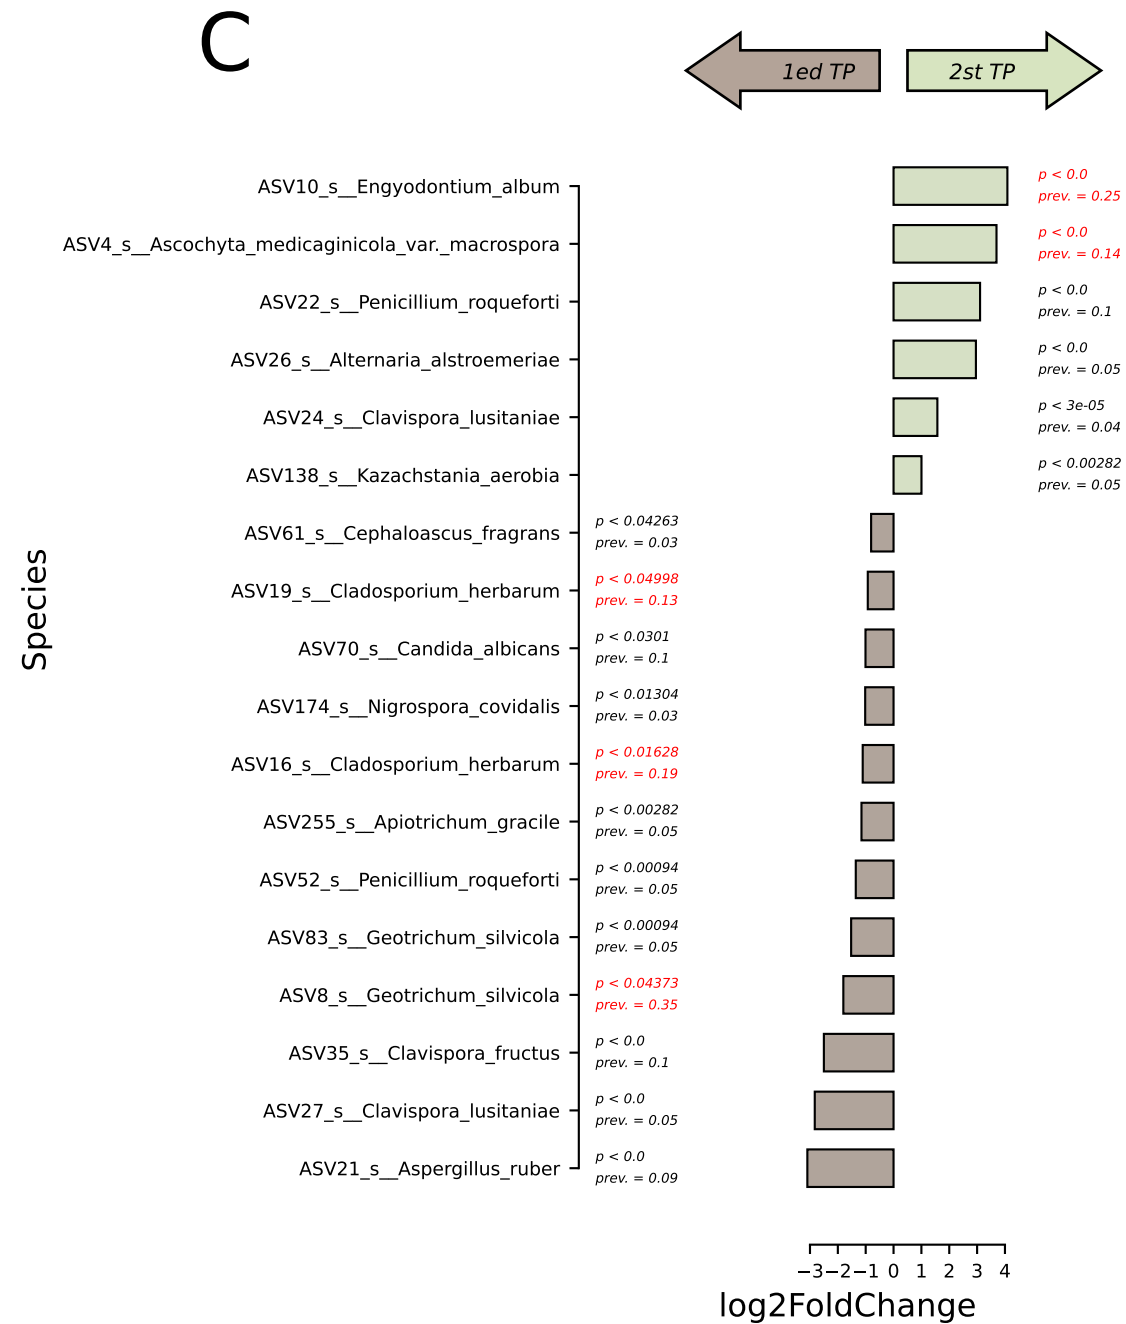 C
1ed TP
2st TP
ASV10_s__Engyodontium_album
p < 0.0
prev. = 0.25
ASV4_s__Ascochyta_medicaginicola_var._macrospora
p < 0.0
prev. = 0.14
ASV22_s__Penicillium_roqueforti
p < 0.0
prev. = 0.1
ASV26_s__Alternaria_alstroemeriae
p < 0.0
prev. = 0.05
ASV24_s__Clavispora_lusitaniae
p < 3e-05
prev. = 0.04
ASV138_s__Kazachstania_aerobia
p < 0.00282
prev. = 0.05
ASV61_s__Cephaloascus_fragrans
p < 0.04263
prev. = 0.03
ASV19_s__Cladosporium_herbarum
p < 0.04998
prev. = 0.13
ASV70_s__Candida_albicans
p < 0.0301
prev. = 0.1
ASV174_s__Nigrospora_covidalis
p < 0.01304
prev. = 0.03
ASV16_s__Cladosporium_herbarum
p < 0.01628
prev. = 0.19
ASV255_s__Apiotrichum_gracile
p < 0.00282
prev. = 0.05
ASV52_s__Penicillium_roqueforti
p < 0.00094
prev. = 0.05
ASV83_s__Geotrichum_silvicola
p < 0.00094
prev. = 0.05
ASV8_s__Geotrichum_silvicola
p < 0.04373
prev. = 0.35
ASV35_s__Clavispora_fructus
p < 0.0
prev. = 0.1
ASV27_s__Clavispora_lusitaniae
p < 0.0
prev. = 0.05
ASV21_s__Aspergillus_ruber
p < 0.0
prev. = 0.09
Species
−3 −2 −1 0 1 2 3 4
log2FoldChange